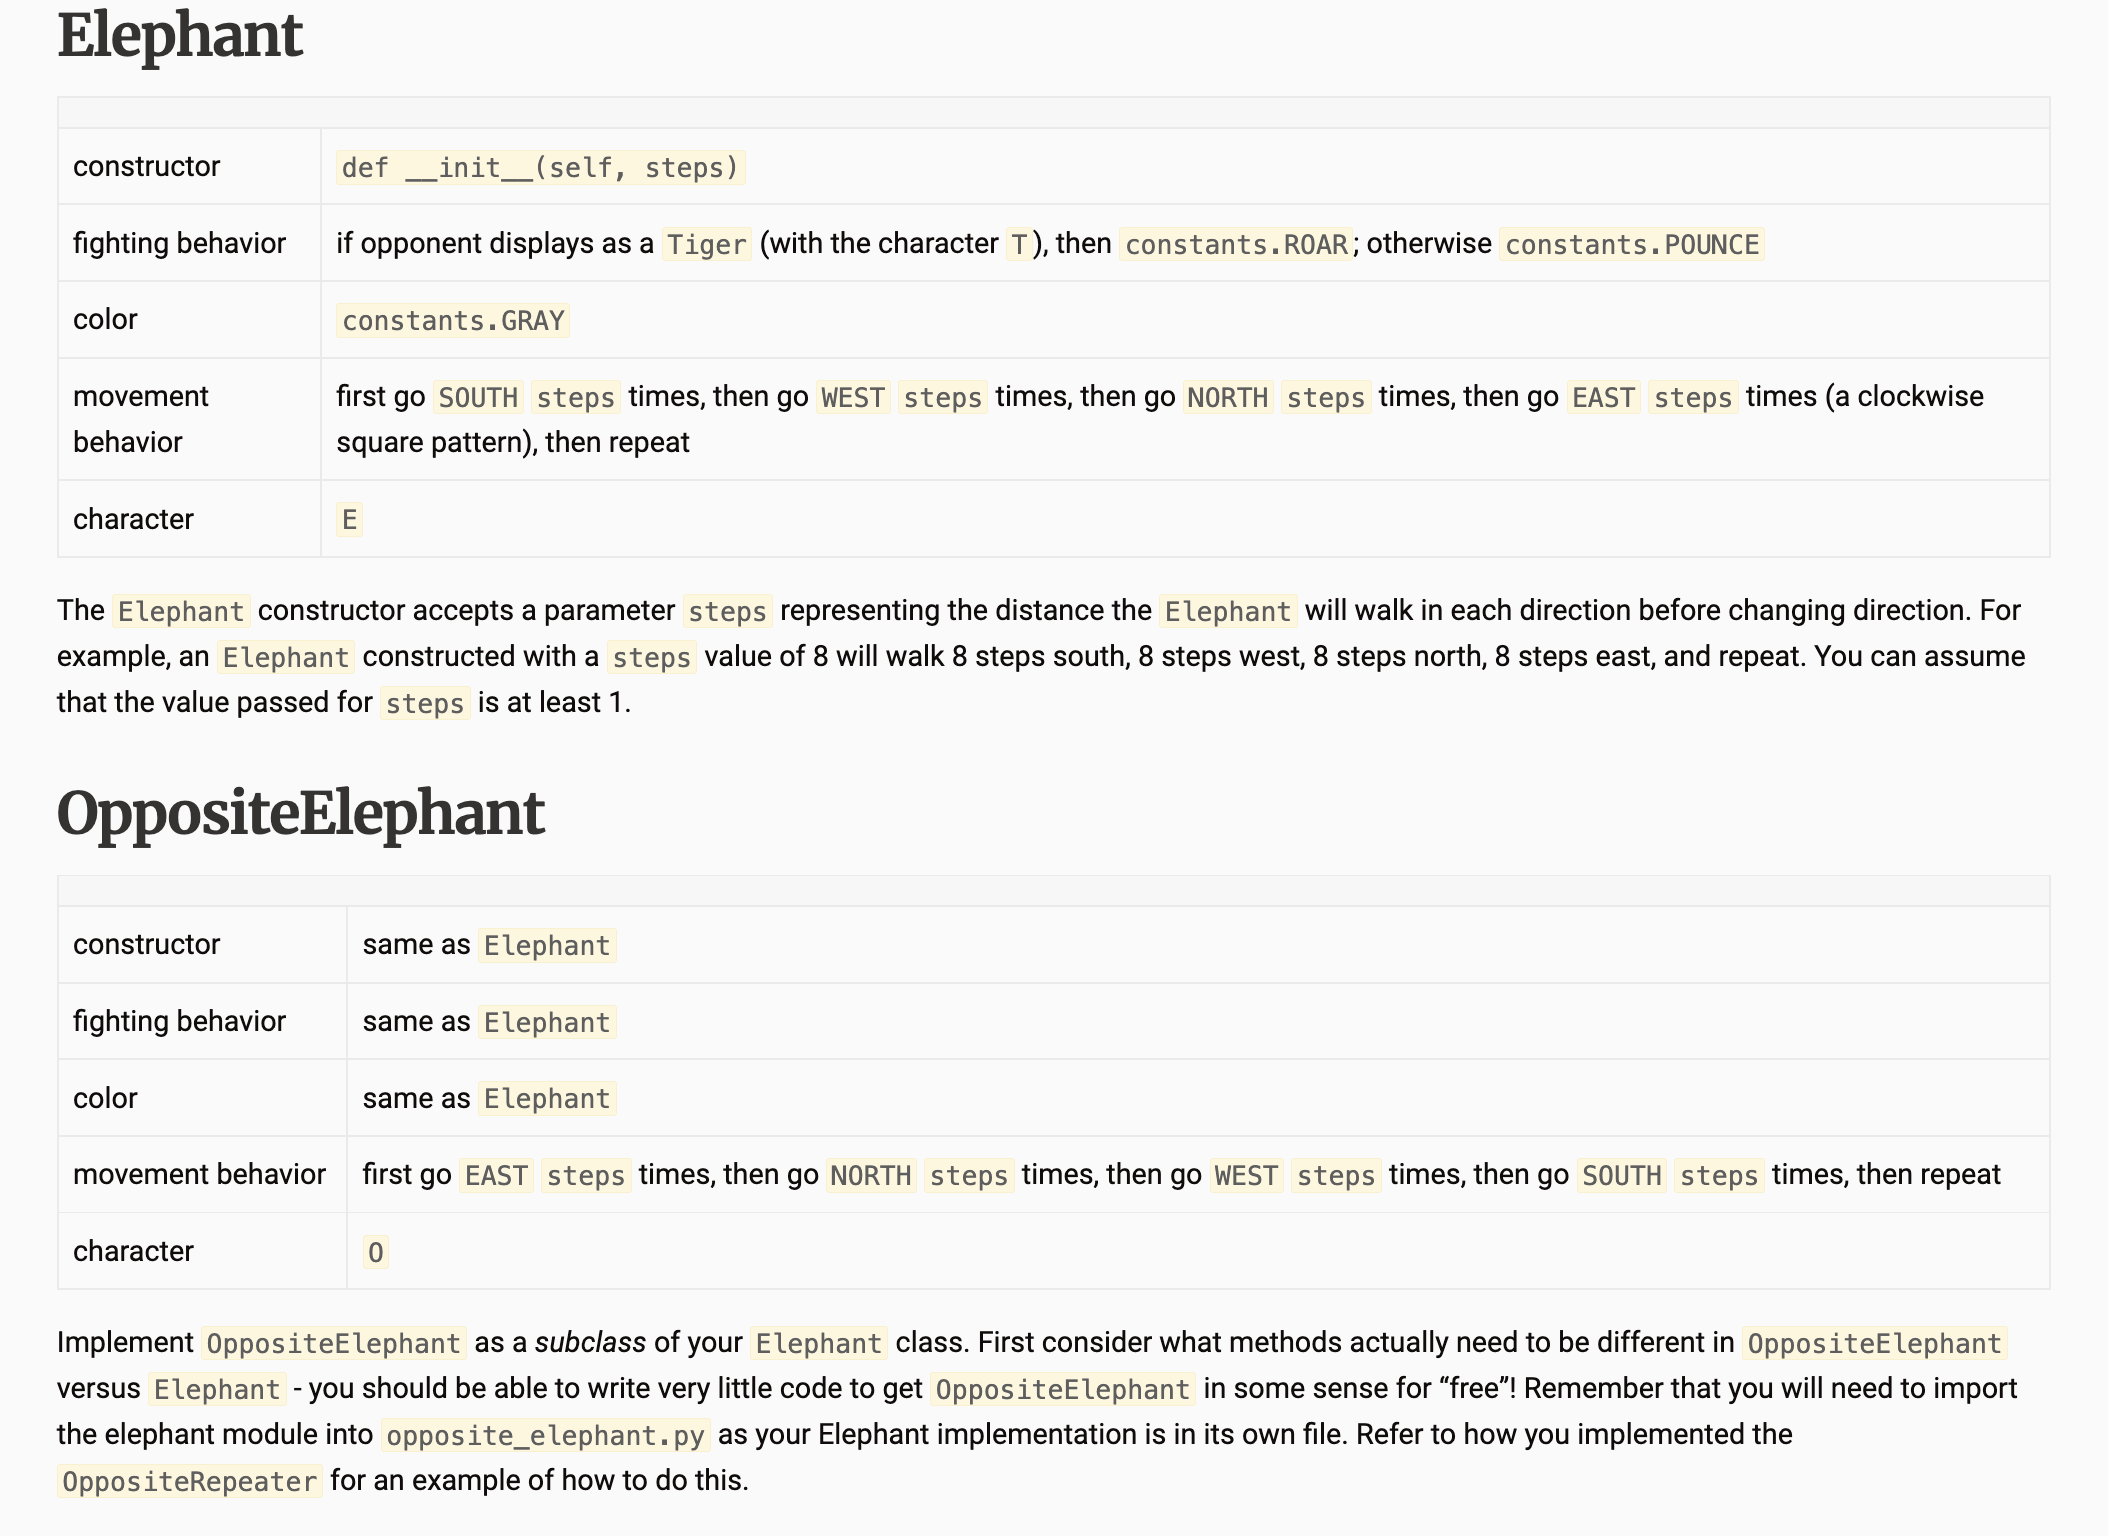 Elephant
constructor
def __init__(self, steps)
fighting behavior
if opponent displays as a Tiger (with the character T), then constants.ROAR; otherwise constants.POUNCE
color
constants.GRAY
movement
behavior
first go SOUTH steps times, then go WEST steps times, then go NORTH steps times, then go EAST steps times (a clockwise
square pattern), then repeat
character
E
The Elephant constructor accepts a parameter steps representing the distance the Elephant will walk in each direction before changing direction. For
example, an Elephant constructed with a steps value of 8 will walk 8 steps south, 8 steps west, 8 steps north, 8 steps east, and repeat. You can assume
that the value passed for steps is at least 1.
OppositeElephant
constructor
same as Elephant
fighting behavior
same as Elephant
color
same as Elephant
movement behavior
first go EAST steps times, then go NORTH steps times, then go WEST steps times, then go SOUTH steps times, then repeat
character
O
Implement OppositeElephant as a subclass of your Elephant class. First consider what methods actually need to be different in OppositeElephant
versus Elephant - you should be able to write very little code to get OppositeElephant in some sense for “free”! Remember that you will need to import
the elephant module into opposite_elephant.py as your Elephant implementation is in its own file. Refer to how you implemented the
OppositeRepeater for an example of how to do this.